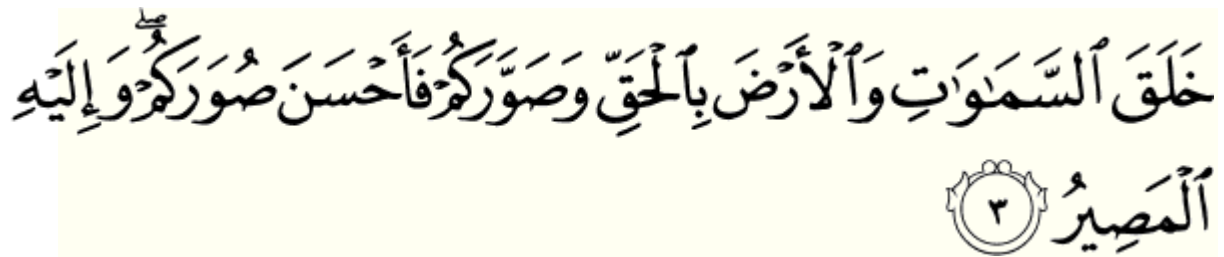 خَلَقَ ٱلسَّمَٰوَٰتِ وَٱلۡأَرۡضَ بِٱلۡحَقِّ وَصَوَّرَكُمۡ فَأَحۡسَنَ صُوَرَكُمۡۖ وَإِلَيۡهِ
ٱلۡمَصِيرُ ٣